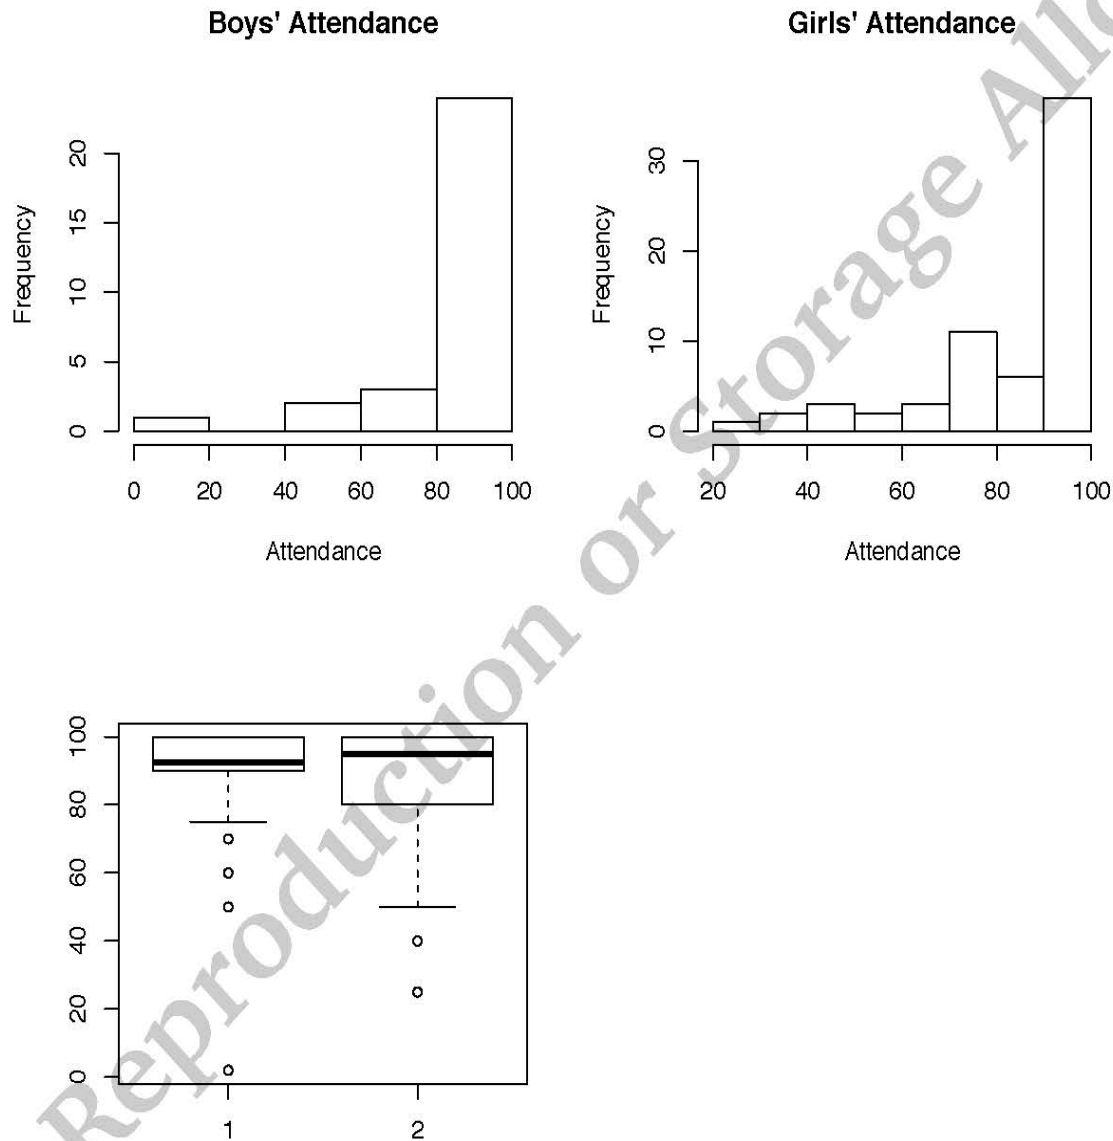 Boys' Attendance
Frequency
0 5 10 15 20
0 20 40 60 80 100
Attendance
Girls' Attendance
Frequency
0 10 20 30
20 40 60 80 100
Attendance
0 20 40 60 80 100
1 2
Reproduction or Storage